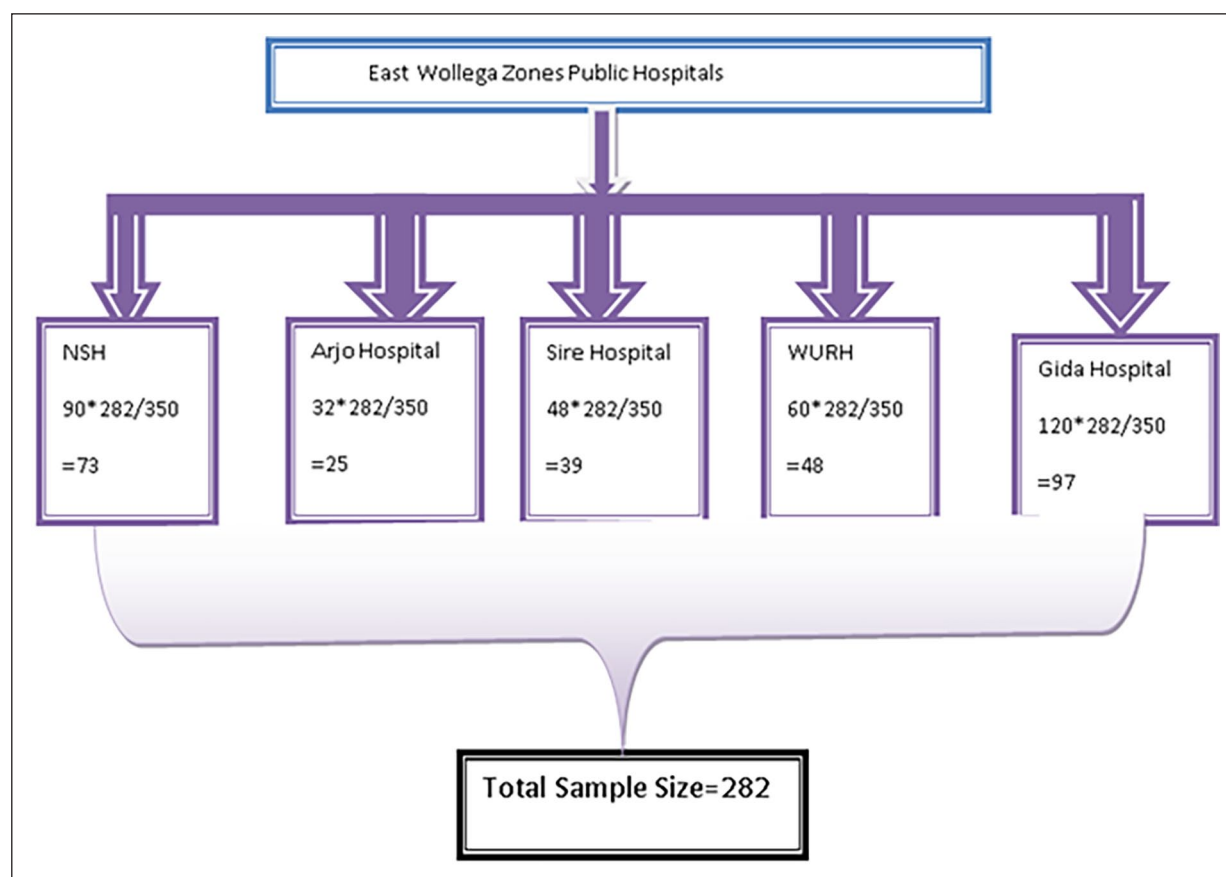 East Wollega Zones Public Hospitals
NSH
90*282/350
=73
Arjo Hospital
32*282/350
=25
Sire Hospital
48*282/350
=39
WURH
60*282/350
=48
Gida Hospital
120*282/350
=97
Total Sample Size=282